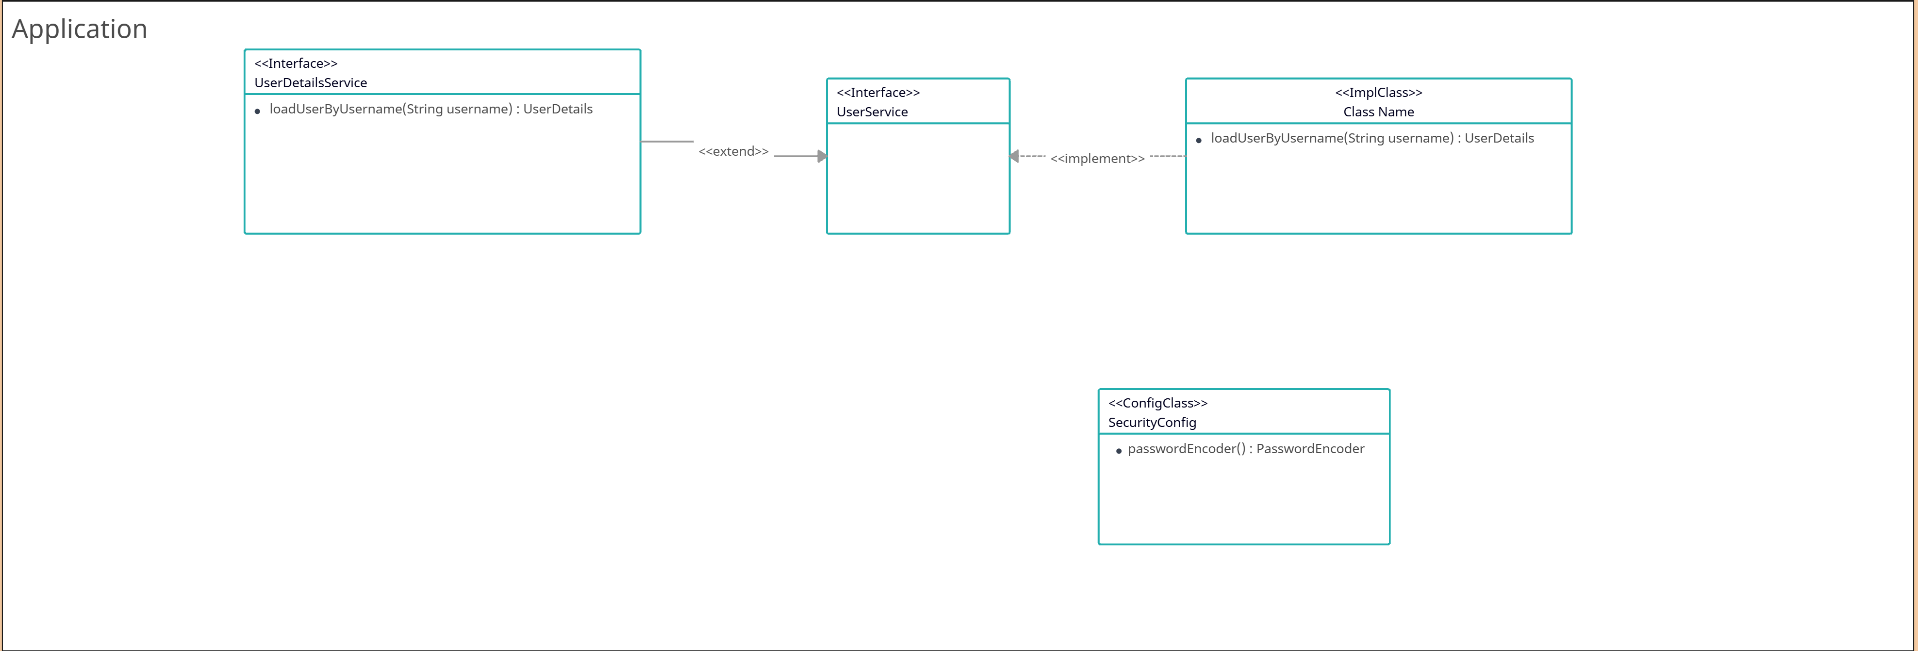 Application
<<Interface>>
UserDetailsService
loadUserByUsername(String username) : UserDetails
<<extend>>
<<Interface>>
UserService
<<implement>>
<<ImplClass>>
Class Name
loadUserByUsername(String username) : UserDetails
<<ConfigClass>>
SecurityConfig
passwordEncoder() : PasswordEncoder